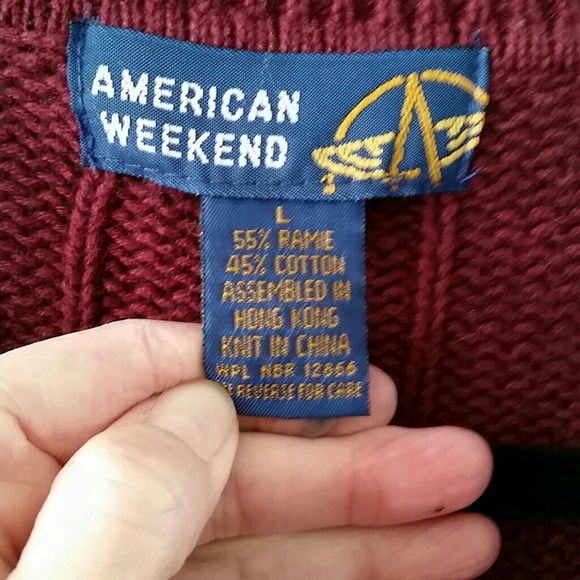 AMERICAN
WEEKEND
L
55% RAMIE
45% COTTON
ASSEMBLED IN
HONG KONG
KNIT IN CHINA
WPL NBR 12866
REVERSE FOR CARE